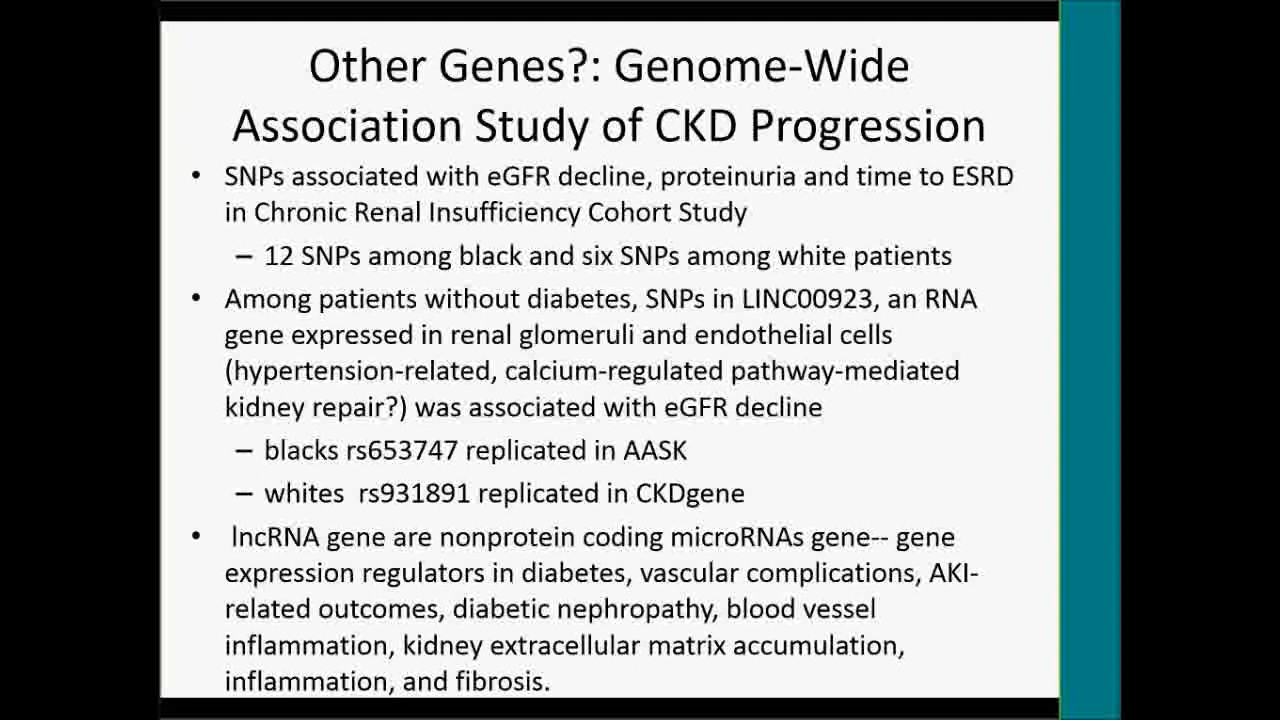 Other Genes?: Genome-Wide
Association Study of CKD Progression
• SNPs associated with eGFR decline, proteinuria and time to ESRD
in Chronic Renal Insufficiency Cohort Study
– 12 SNPs among black and six SNPs among white patients
• Among patients without diabetes, SNPs in LINC00923, an RNA
gene expressed in renal glomeruli and endothelial cells
(hypertension-related, calcium-regulated pathway-mediated
kidney repair?) was associated with eGFR decline
– blacks rs653747 replicated in AASK
– whites  rs931891 replicated in CKDgene
• lncRNA gene are nonprotein coding microRNAs gene-- gene
expression regulators in diabetes, vascular complications, AKI-
related outcomes, diabetic nephropathy, blood vessel
inflammation, kidney extracellular matrix accumulation,
inflammation, and fibrosis.